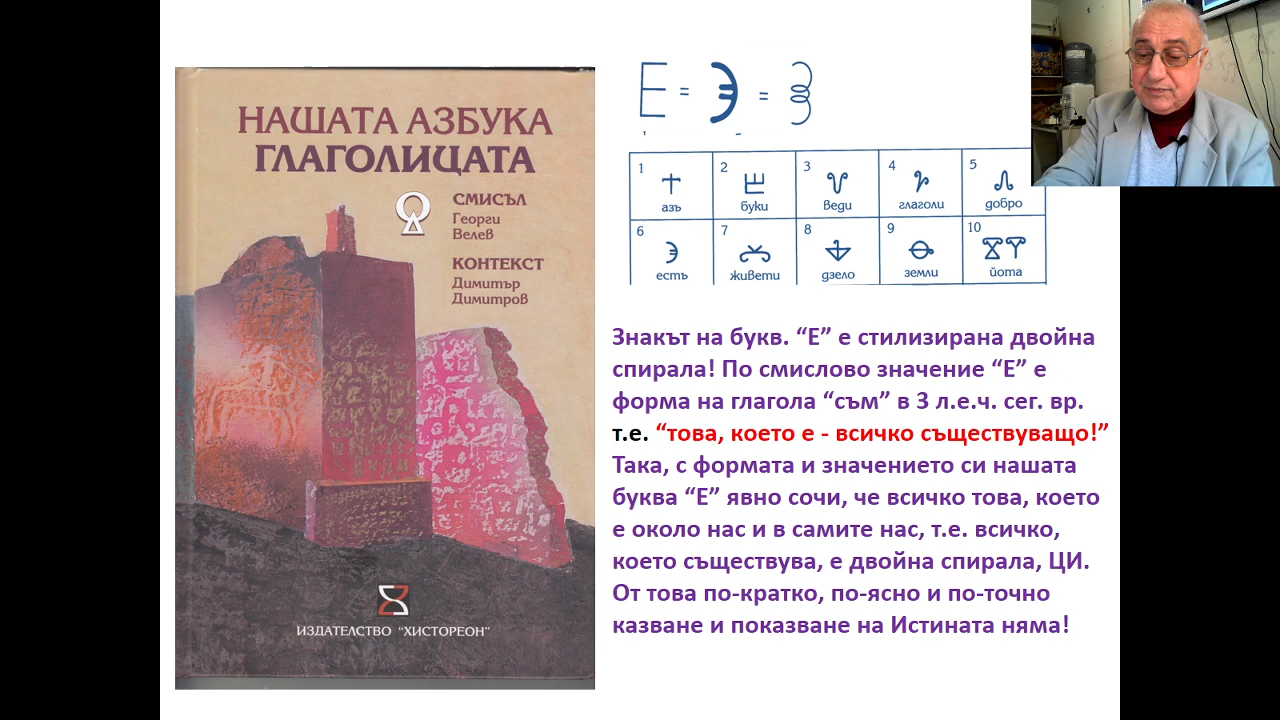 НАШАТА АЗБУКА
ГЛАГОЛИЦАТА
СМИСЪЛ
Георги
Велев
КОНТЕКСТ
Димитър
Димитров
ИЗДАТЕЛСТВО "ХИСТОРЕОН"
E = Э = 
1 2 3 4 5
азъ буки веди глаголи добро
6 7 8 9 10
есть живети дзело земли йота
Знакът на букв. “Е” е стилизирана двойна
спирала! По смислово значение “Е” е
форма на глагола “съм” в 3 л.е.ч. сег. вр.
т.е. “това, което е - всичко съществуващо!”
Така, с формата и значението си нашата
буква “Е” явно сочи, че всичко това, което
е около нас и в самите нас, т.е. всичко,
което съществува, е двойна спирала, ЦИ.
От това по-кратко, по-ясно и по-точно
казване и показване на Истината няма!